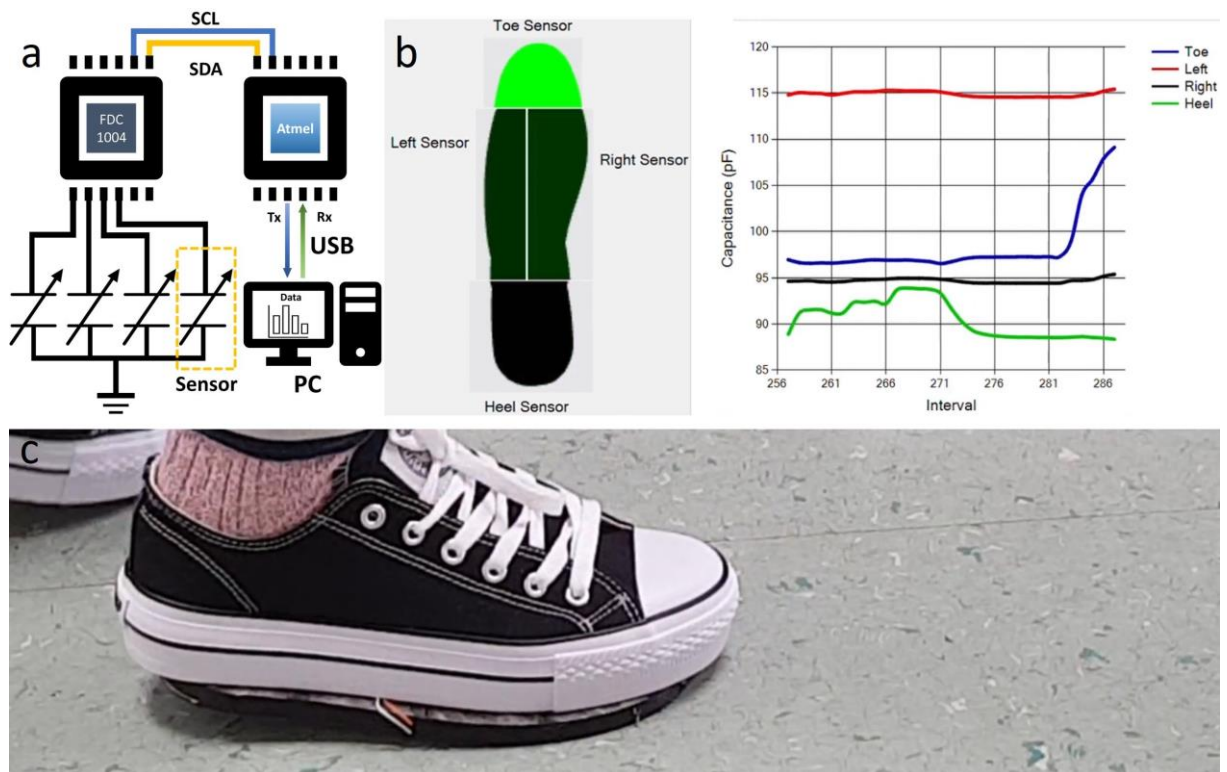 a
SCL
SDA
FDC
1004
Atmel
Tx
Rx
USB
Data
Sensor
PC
b
Toe Sensor
Left Sensor
Right Sensor
Heel Sensor
Capacitance (pF)
120
115
110
105
100
95
90
85
256
261
266
271
276
281
286
Interval
Toe
Left
Right
Heel
c